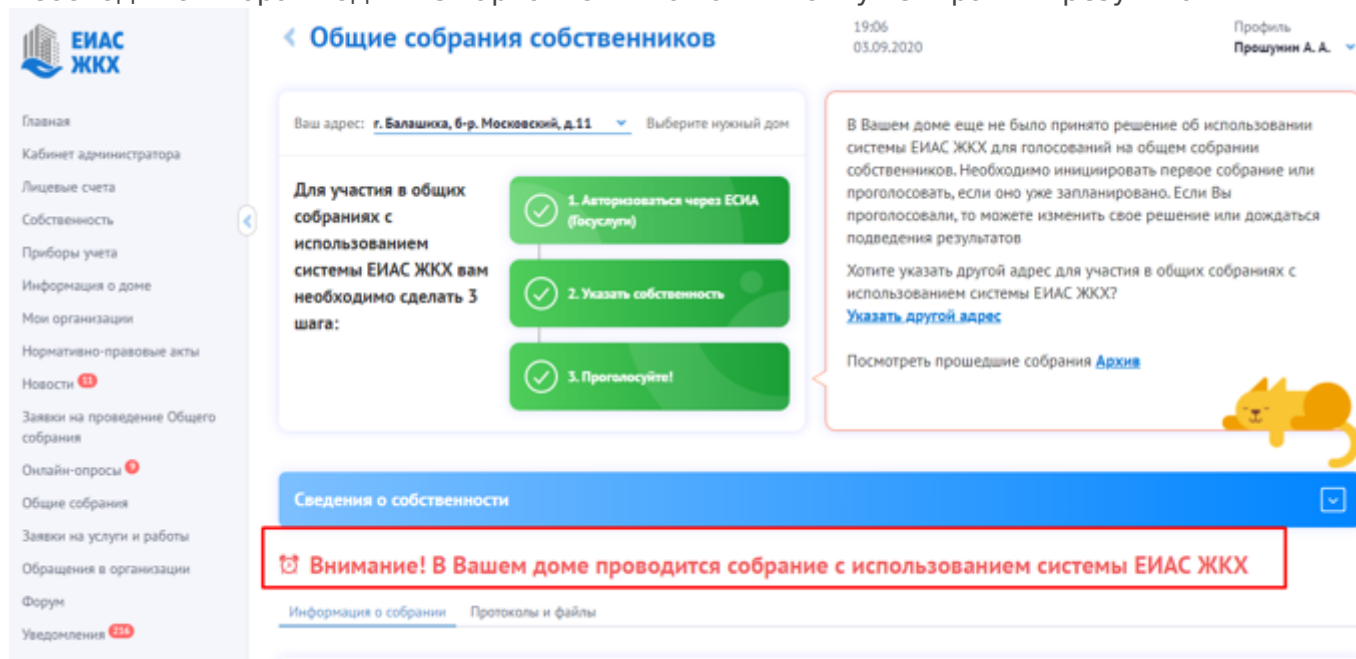 ЕИАС
ЖКХ
Общие собрания собственников
19:06
03.09.2020
Профиль
Прошунин А. А.
Главная
Кабинет администратора
Лицевые счета
Собственность
Приборы учета
Информация о доме
Мои организации
Нормативно-правовые акты
Новости 11
Заявки на проведение Общего
собрания
Онлайн-опросы 9
Общие собрания
Заявки на услуги и работы
Обращения в организации
Форум
Уведомления 216
Ваш адрес: г. Балашиха, б-р. Московский, д.11 Выберите нужный дом
Для участия в общих
собраниях с
использованием
системы ЕИАС ЖКХ вам
необходимо сделать 3
шага:
1. Авторизоваться через ЕСИА
(Госуслуги)
2. Указать собственность
3. Проголосуйте!
В Вашем доме еще не было принято решение об использовании
системы ЕИАС ЖКХ для голосований на общем собрании
собственников. Необходимо инициировать первое собрание или
проголосовать, если оно уже запланировано. Если Вы
проголосовали, то можете изменить свое решение или дождаться
подведения результатов
Хотите указать другой адрес для участия в общих собраниях с
использованием системы ЕИАС ЖКХ?
Указать другой адрес
Посмотреть прошедшие собрания Архив
Сведения о собственности
Внимание! В Вашем доме проводится собрание с использованием системы ЕИАС ЖКХ
Информация о собрании Протоколы и файлы